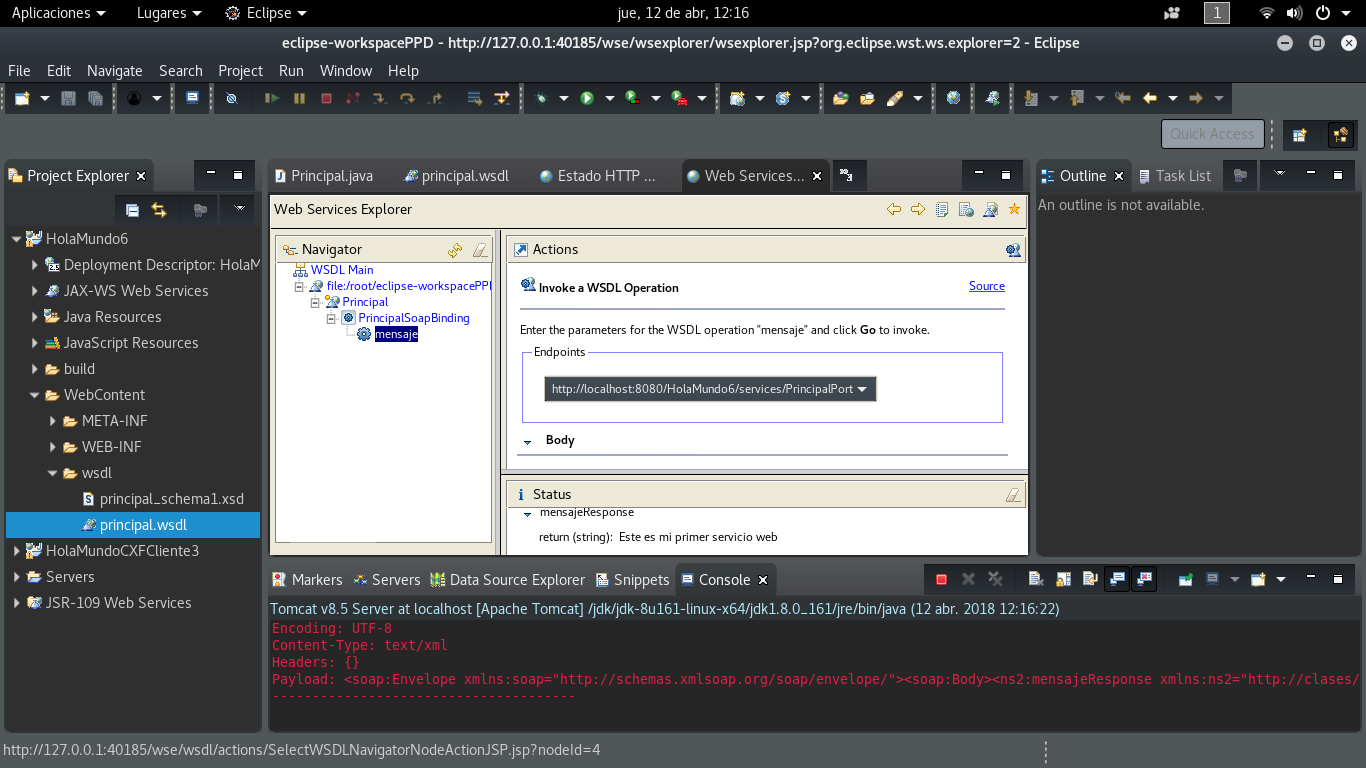 Aplicaciones Lugares Eclipse jue, 12 de abr, 12:16 1
eclipse-workspacePPD - http://127.0.0.1:40185/wse/wsexplorer/wsexplorer.jsp?org.eclipse.wst.ws.explorer=2 - Eclipse
File Edit Navigate Search Project Run Window Help
Quick Access
Project Explorer
HolaMundo6
Deployment Descriptor: HolaM
JAX-WS Web Services
Java Resources
JavaScript Resources
build
WebContent
META-INF
WEB-INF
wsdl
principal_schema1.xsd
principal.wsdl
HolaMundoCXFCliente3
Servers
JSR-109 Web Services
Principal.java principal.wsdl Estado HTTP ... Web Services...
Web Services Explorer
Navigator
WSDL Main
file:/root/eclipse-workspacePPI
Principal
PrincipalSoapBinding
mensaje
Actions
Invoke a WSDL Operation Source
Enter the parameters for the WSDL operation "mensaje" and click Go to invoke.
Endpoints
http://localhost:8080/HolaMundo6/services/PrincipalPort
Body
Status
mensajeResponse
return (string): Este es mi primer servicio web
Outline Task List
An outline is not available.
Markers Servers Data Source Explorer Snippets Console
Tomcat v8.5 Server at localhost [Apache Tomcat] /jdk/jdk-8u161-linux-x64/jdk1.8.0_161/jre/bin/java (12 abr. 2018 12:16:22)
Encoding: UTF-8
Content-Type: text/xml
Headers: {}
Payload: <soap:Envelope xmlns:soap="http://schemas.xmlsoap.org/soap/envelope/"><soap:Body><ns2:mensajeResponse xmlns:ns2="http://clases/
--------------------------------------
http://127.0.0.1:40185/wse/wsdl/actions/SelectWSDLNavigatorNodeActionJSP.jsp?nodeId=4